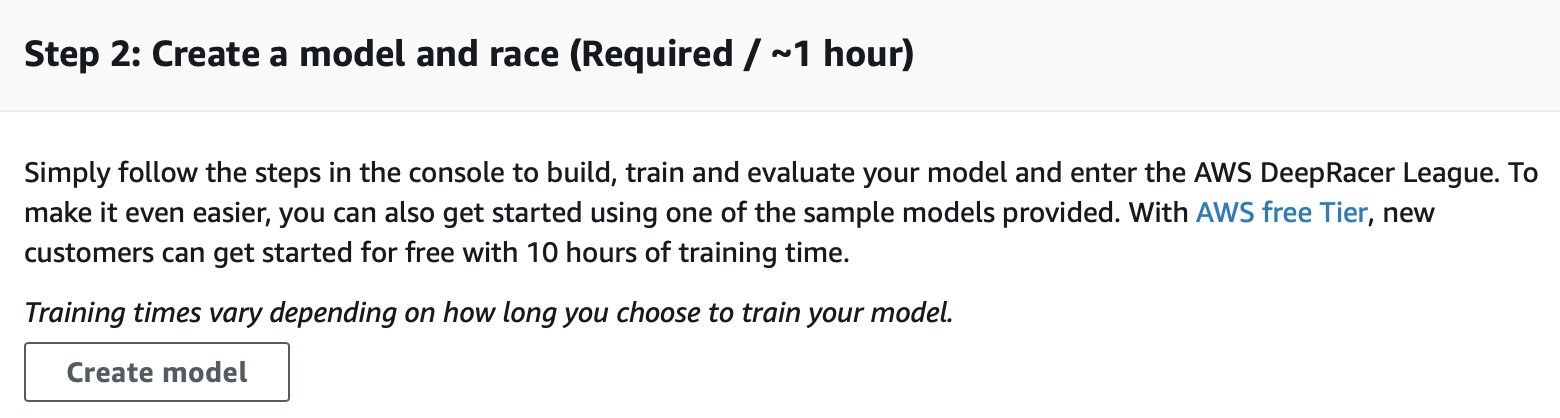 Step 2: Create a model and race (Required / ~1 hour)
Simply follow the steps in the console to build, train and evaluate your model and enter the AWS DeepRacer League. To
make it even easier, you can also get started using one of the sample models provided. With AWS free Tier, new
customers can get started for free with 10 hours of training time.
Training times vary depending on how long you choose to train your model.
Create model